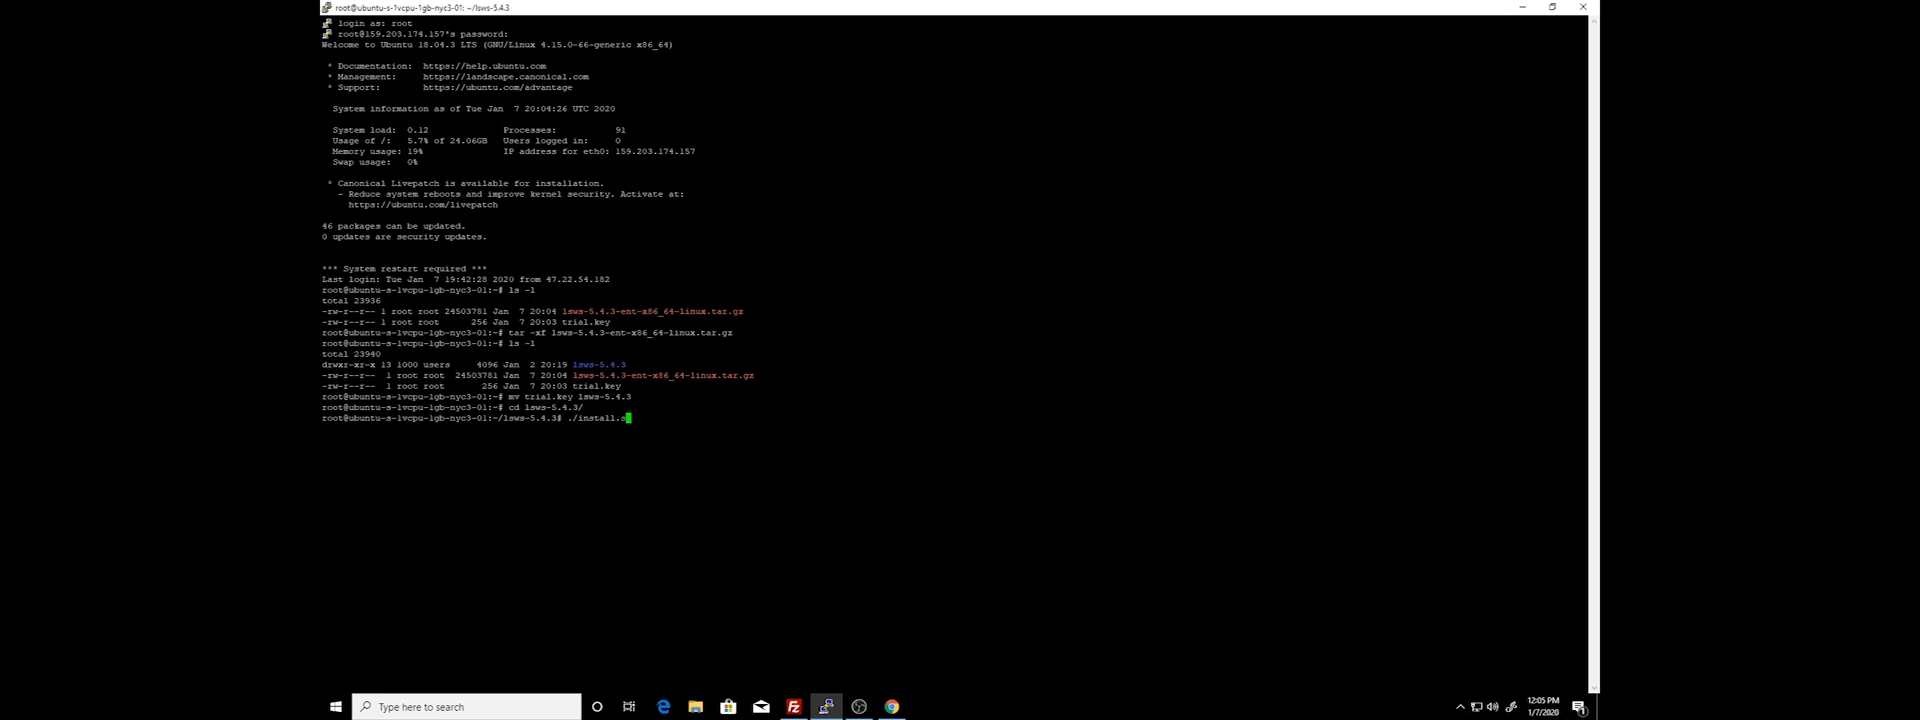 root@ubuntu-s-1vcpu-1gb-nyc3-01: ~/lsws-5.4.3
login as: root
root@159.203.174.157's password:
Welcome to Ubuntu 18.04.3 LTS (GNU/Linux 4.15.0-66-generic x86_64)
* Documentation:  https://help.ubuntu.com
* Management:     https://landscape.canonical.com
* Support:        https://ubuntu.com/advantage
System information as of Tue Jan  7 20:04:26 UTC 2020
System load:  0.12              Processes:           91
Usage of /:   5.7% of 24.06GB   Users logged in:     0
Memory usage: 19%               IP address for eth0: 159.203.174.157
Swap usage:   0%
* Canonical Livepatch is available for installation.
- Reduce system reboots and improve kernel security. Activate at:
https://ubuntu.com/livepatch
46 packages can be updated.
0 updates are security updates.
*** System restart required ***
Last login: Tue Jan  7 19:42:28 2020 from 47.22.54.182
root@ubuntu-s-1vcpu-1gb-nyc3-01:~# ls -l
total 23936
-rw-r--r-- 1 root root 24503781 Jan  7 20:04 lsws-5.4.3-ent-x86_64-linux.tar.gz
-rw-r--r-- 1 root root      256 Jan  7 20:03 trial.key
root@ubuntu-s-1vcpu-1gb-nyc3-01:~# tar -xf lsws-5.4.3-ent-x86_64-linux.tar.gz
root@ubuntu-s-1vcpu-1gb-nyc3-01:~# ls -l
total 23940
drwxr-xr-x 13 1000 users     4096 Jan  2 20:19 lsws-5.4.3
-rw-r--r--  1 root root  24503781 Jan  7 20:04 lsws-5.4.3-ent-x86_64-linux.tar.gz
-rw-r--r--  1 root root       256 Jan  7 20:03 trial.key
root@ubuntu-s-1vcpu-1gb-nyc3-01:~# mv trial.key lsws-5.4.3
root@ubuntu-s-1vcpu-1gb-nyc3-01:~# cd lsws-5.4.3/
root@ubuntu-s-1vcpu-1gb-nyc3-01:~/lsws-5.4.3# ./install.s
Type here to search
12:05 PM
1/7/2020